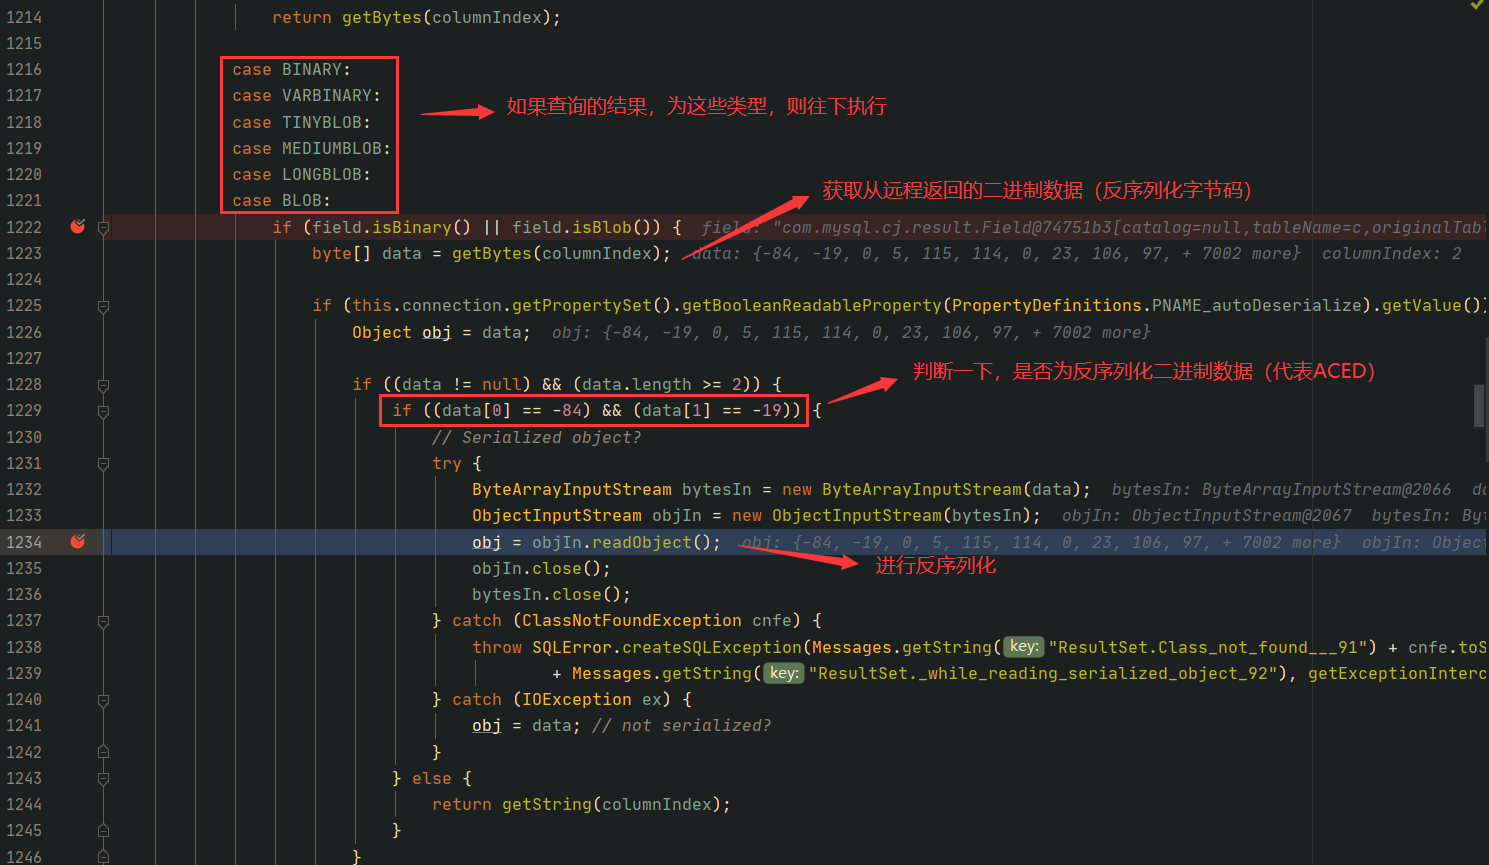 1214 return getBytes(columnIndex);
1215
1216 case BINARY:
1217 case VARBINARY: 如果查询的结果，为这些类型，则往下执行
1218 case TINYBLOB:
1219 case MEDIUMBLOB:
1220 case LONGBLOB: 获取从远程返回的二进制数据（反序列化字节码）
1221 case BLOB:
1222 if (field.isBinary() || field.isBlob()) { field: "com.mysql.cj.result.Field@74751b3[catalog=null,tableName=c,originalTab
1223 byte[] data = getBytes(columnIndex); data: {-84, -19, 0, 5, 115, 114, 0, 23, 106, 97, + 7002 more} columnIndex: 2
1224
1225 if (this.connection.getPropertySet().getBooleanReadableProperty(PropertyDefinitions.PNAME_autoDeserialize).getValue())
1226 Object obj = data; obj: {-84, -19, 0, 5, 115, 114, 0, 23, 106, 97, + 7002 more}
1227
判断一下，是否为反序列化二进制数据（代表ACED）
1228 if ((data != null) && (data.length >= 2)) {
1229 if ((data[0] == -84) && (data[1] == -19)) {
1230 // Serialized object?
1231 try {
1232 ByteArrayInputStream bytesIn = new ByteArrayInputStream(data); bytesIn: ByteArrayInputStream@2066 da
1233 ObjectInputStream objIn = new ObjectInputStream(bytesIn); objIn: ObjectInputStream@2067 bytesIn: Byt
1234 obj = objIn.readObject(); obj: {-84, -19, 0, 5, 115, 114, 0, 23, 106, 97, + 7002 more} objIn: Object
1235 objIn.close(); 进行反序列化
1236 bytesIn.close();
1237 } catch (ClassNotFoundException cnfe) {
1238 throw SQLError.createSQLException(Messages.getString( key: "ResultSet.Class_not_found___91") + cnfe.toS
1239 + Messages.getString( key: "ResultSet._while_reading_serialized_object_92"), getExceptionInterc
1240 } catch (IOException ex) {
1241 obj = data; // not serialized?
1242 }
1243 } else {
1244 return getString(columnIndex);
1245 }
1246 }